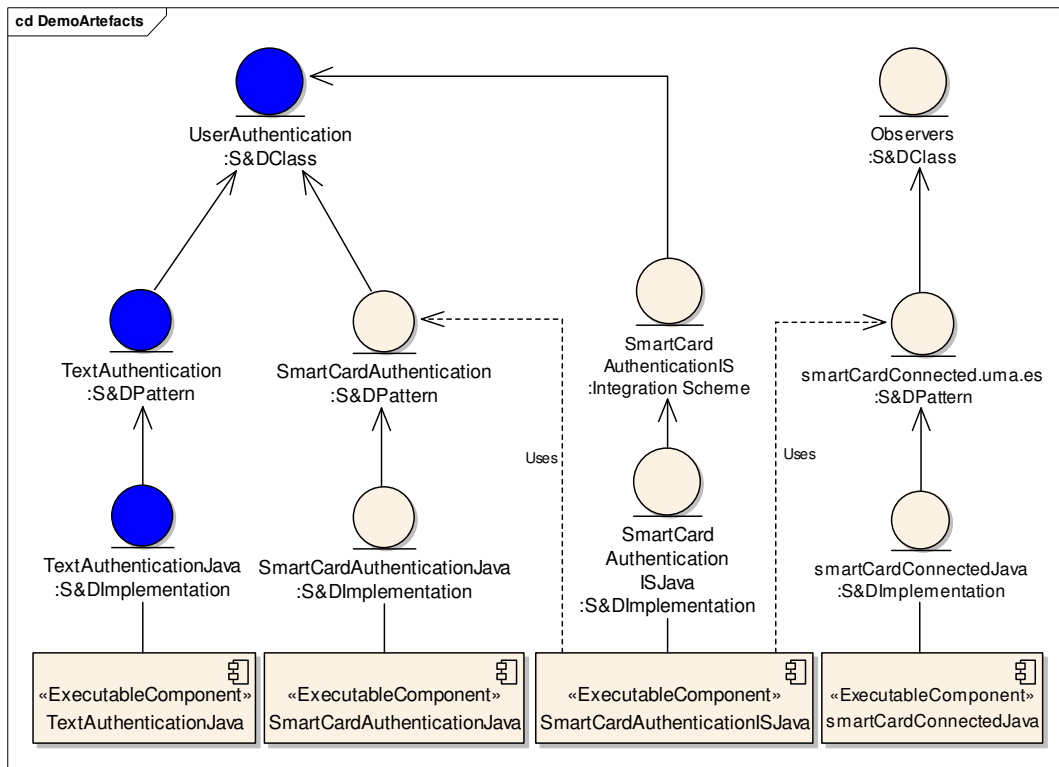 cd DemoArtefacts
UserAuthentication
:S&DClass
Observers
:S&DClass
TextAuthentication
:S&DPattern
SmartCardAuthentication
:S&DPattern
SmartCard
AuthenticationIS
:Integration Scheme
smartCardConnected.uma.es
:S&DPattern
Uses
Uses
TextAuthenticationJava
:S&DImplementation
SmartCardAuthenticationJava
:S&DImplementation
SmartCard
Authentication
ISJava
:S&DImplementation
smartCardConnectedJava
:S&DImplementation
«ExecutableComponent»
TextAuthenticationJava
«ExecutableComponent»
SmartCardAuthenticationJava
«ExecutableComponent»
SmartCardAuthenticationISJava
«ExecutableComponent»
smartCardConnectedJava